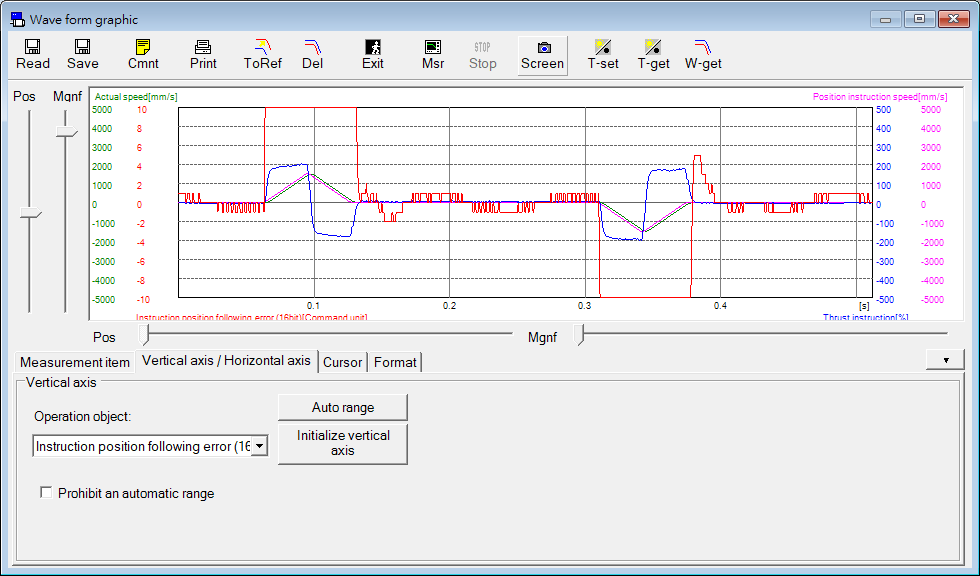 Wave form graphic
Read Save Cmnt Print ToRef Del Exit Msr Stop Screen T-set T-get W-get
STOP
Pos Mgnf
Actual speed[mm/s] Position instruction speed[mm/s]
5000 10 500 5000
4000 8 400 4000
3000 6 300 3000
2000 4 200 2000
1000 2 100 1000
0 0 0 0
-1000 -2 -100 -1000
-2000 -4 -200 -2000
-3000 -6 -300 -3000
-4000 -8 -400 -4000
-5000 -10 -500 -5000
0.1 0.2 0.3 0.4 [s]
Instruction position following error (16bit)[Command unit] Thrust instruction[%]
Pos Mgnf
Measurement item Vertical axis / Horizontal axis Cursor Format
Vertical axis
Operation object:
Instruction position following error (16
Auto range
Initialize vertical
axis
Prohibit an automatic range